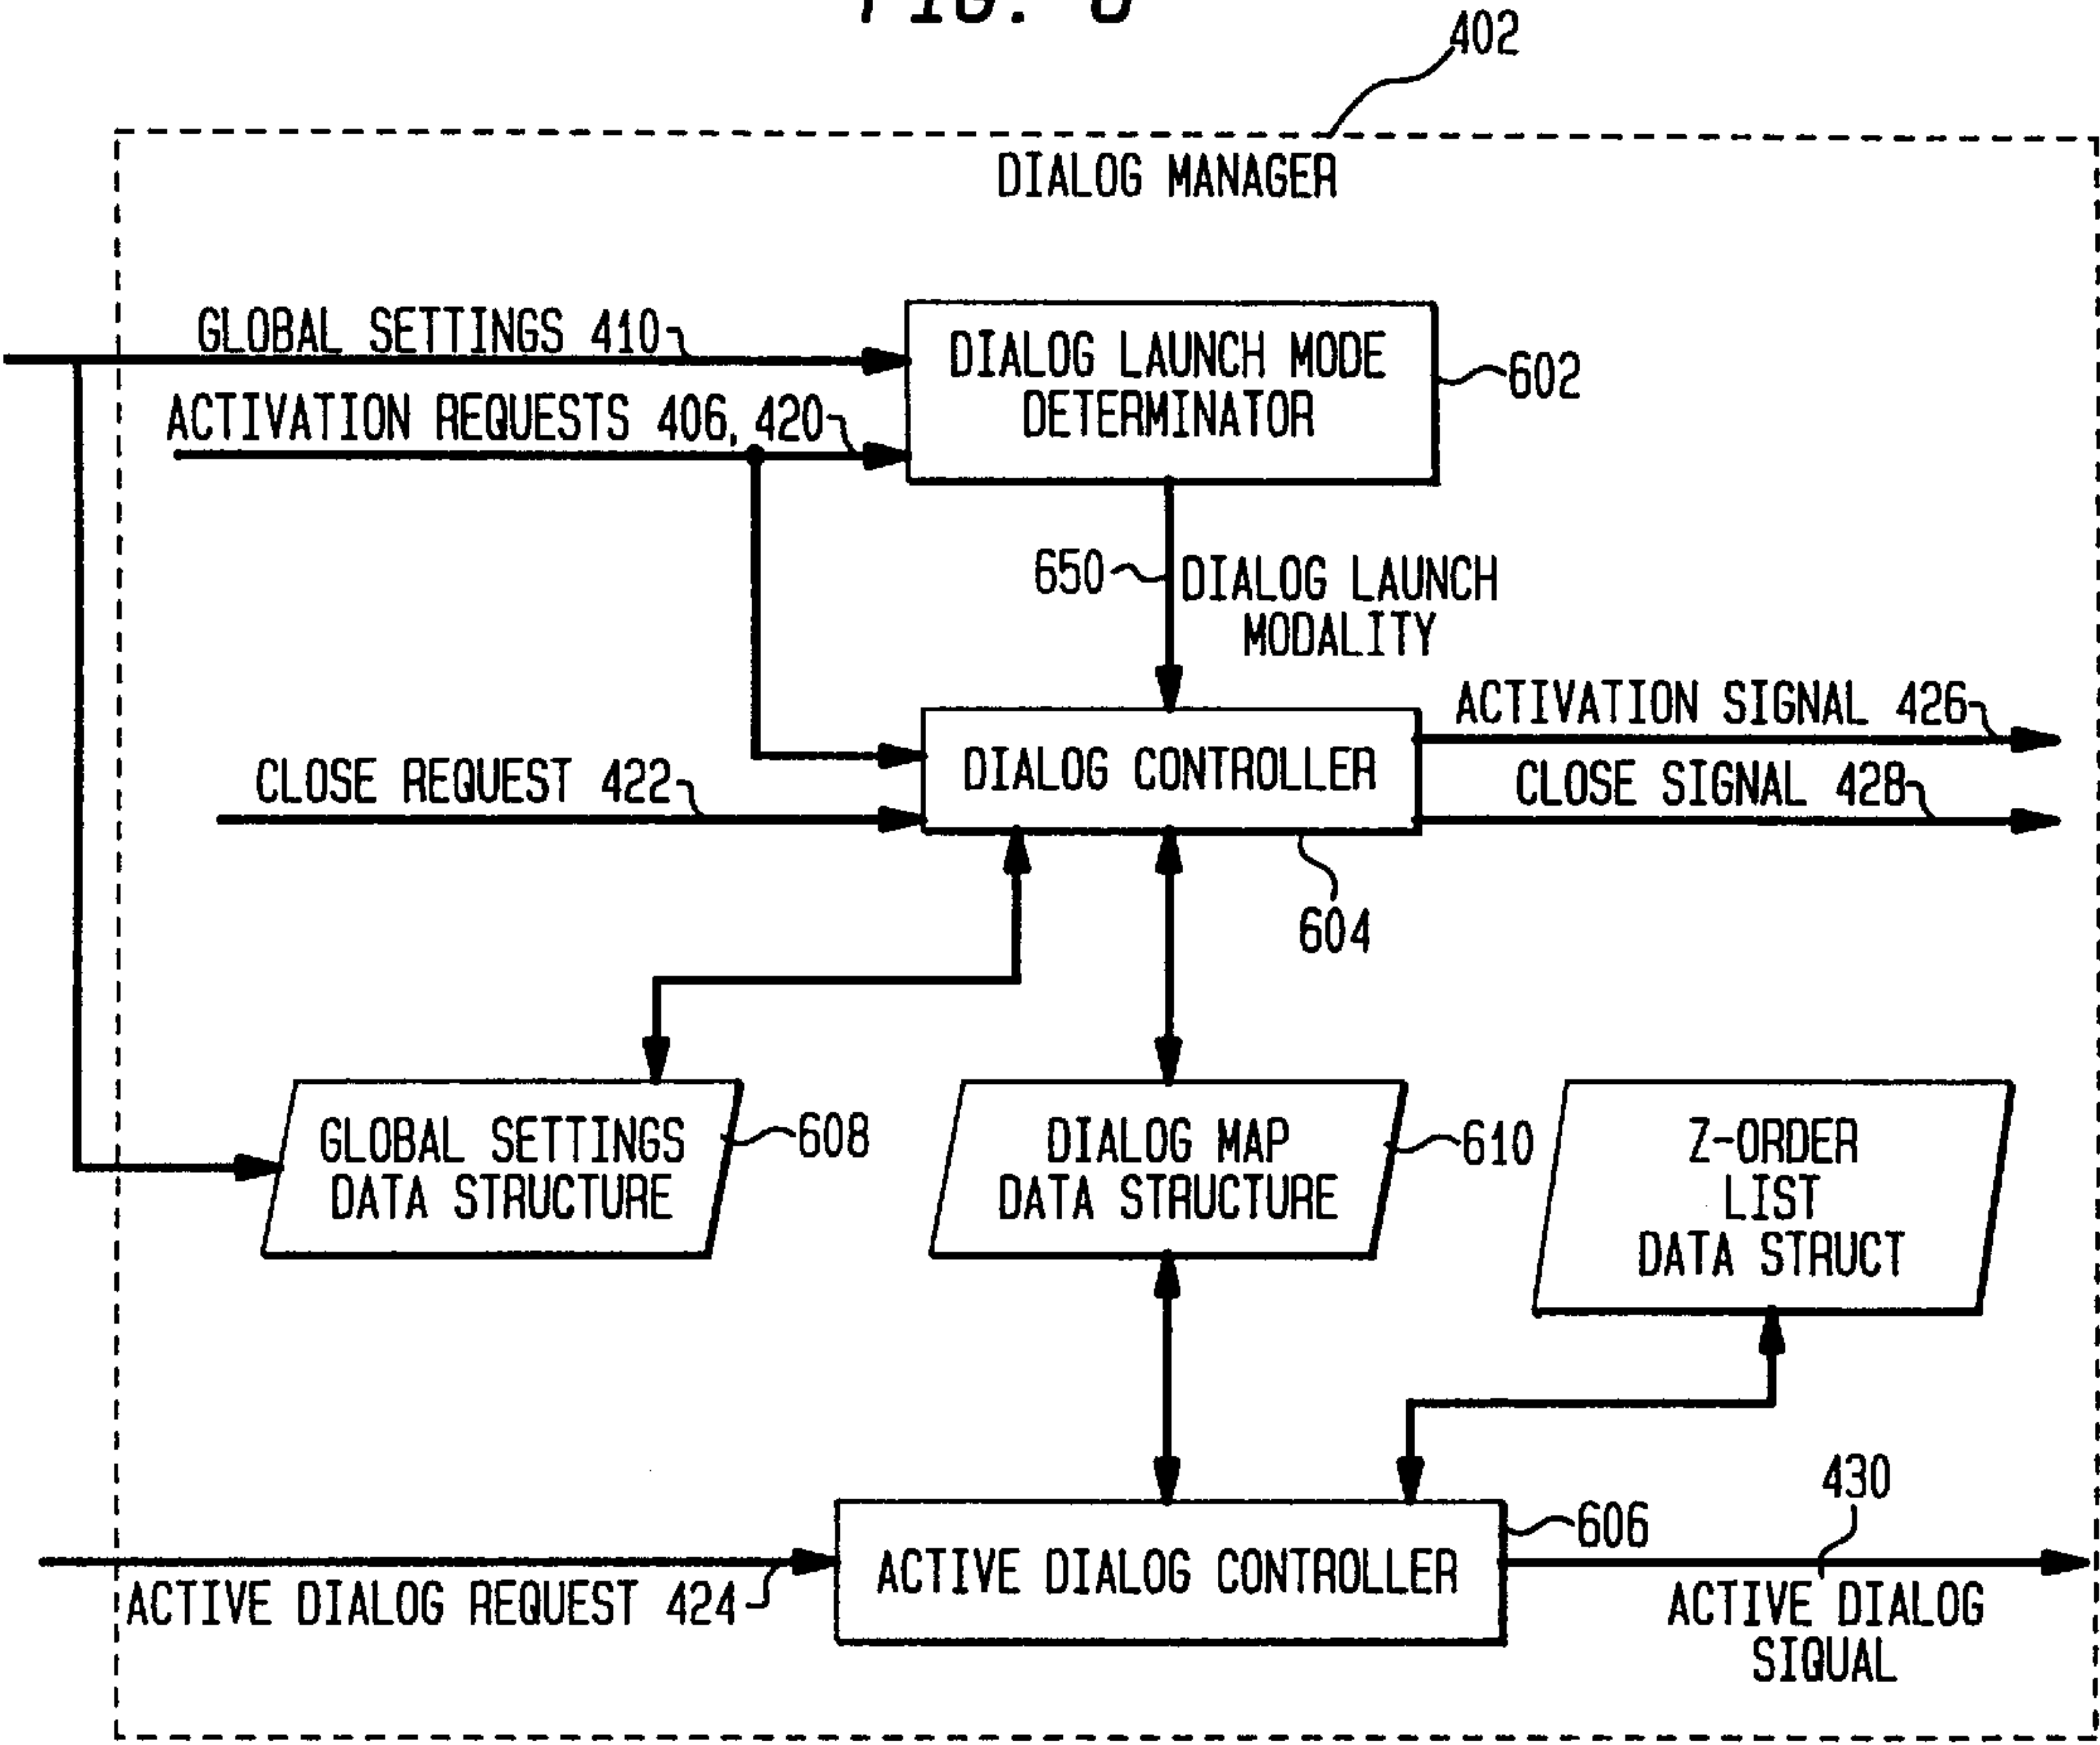 402
DIALOG MANAGER
GLOBAL SETTINGS 410
ACTIVATION REQUESTS 406, 420
DIALOG LAUNCH MODE
DETERMINATOR
602
650
DIALOG LAUNCH
MODALITY
ACTIVATION SIGNAL 426
CLOSE REQUEST 422
DIALOG CONTROLLER
CLOSE SIGNAL 428
604
GLOBAL SETTINGS
DATA STRUCTURE
608
DIALOG MAP
DATA STRUCTURE
610
Z-ORDER
LIST
DATA STRUCT
430
606
ACTIVE DIALOG REQUEST 424
ACTIVE DIALOG CONTROLLER
ACTIVE DIALOG
SIQUAL